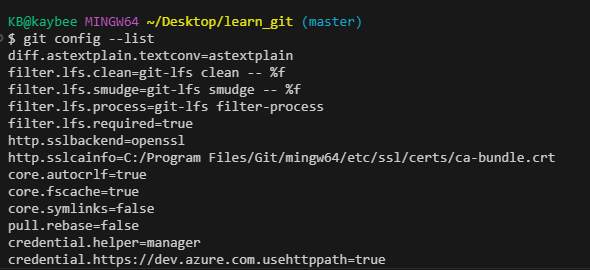 KB@kaybee MINGW64 ~/Desktop/learn_git (master)
$ git config --list
diff.astextplain.textconv=astextplain
filter.lfs.clean=git-lfs clean -- %f
filter.lfs.smudge=git-lfs smudge -- %f
filter.lfs.process=git-lfs filter-process
filter.lfs.required=true
http.sslbackend=openssl
http.sslcainfo=C:/Program Files/Git/mingw64/etc/ssl/certs/ca-bundle.crt
core.autocrlf=true
core.fscache=true
core.symlinks=false
pull.rebase=false
credential.helper=manager
credential.https://dev.azure.com.usehttppath=true